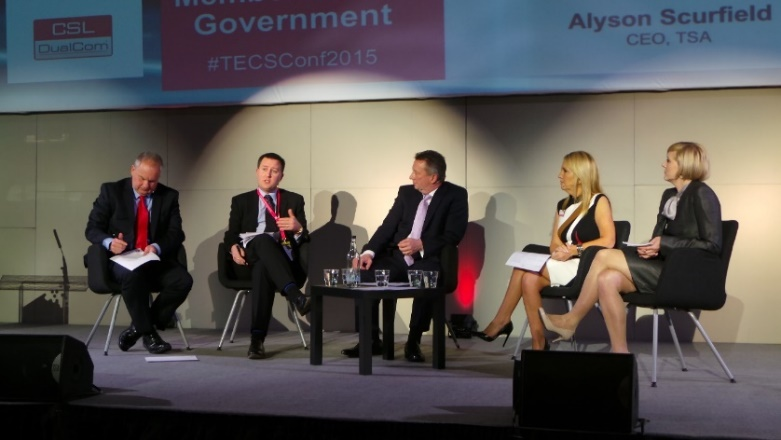 CSL
DualCom
Government
#TECSConf2015
Alyson Scurfield
CEO, TSA